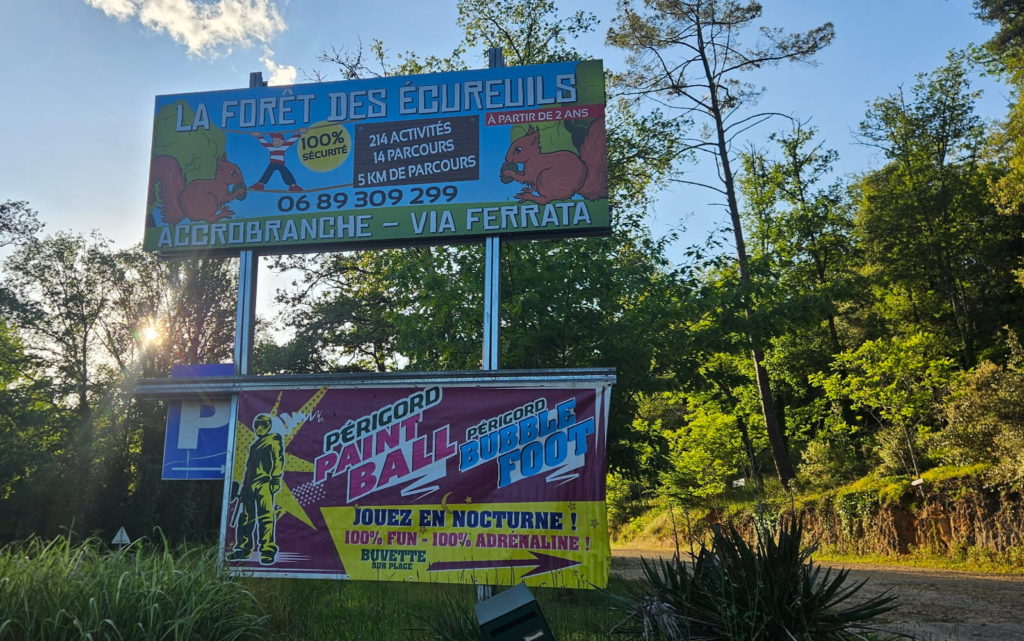 LA FORÊT DES ÉCUREUILS
À PARTIR DE 2 ANS
100%
SÉCURITÉ
214 ACTIVITÉS
14 PARCOURS
5 KM DE PARCOURS
06 89 309 299
ACCROBRANCHE - VIA FERRATA
P
PÉRIGORD
PAINT
BALL
PÉRIGORD
BUBBLE
FOOT
JOUEZ EN NOCTURNE !
100% FUN - 100% ADRÉNALINE !
BUVETTE
SUR PLACE